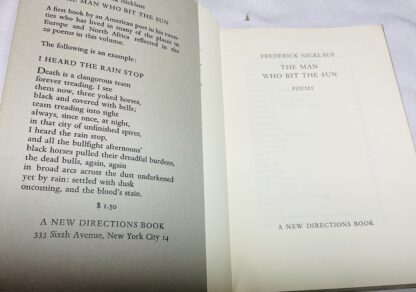 Nicklaus
THE MAN WHO BIT THE SUN
A first book by an American poet in his twen-
ties who has lived in many of the places in
Europe and North Africa reflected in the
29 poems in this volume.
The following is an example:
I HEARD THE RAIN STOP
Death is a clangorous team
forever treading. I see
them now, three yoked horses,
black and covered with bells;
team treading into sight
always, since once, at night,
in that city of unfinished spires,
I heard the rain stop,
and all the bullfight afternoons'
black horses pulled their dreadful burdens,
the dead bulls, again, again
in broad arcs across the dust undarkened
yet by rain: settled with dusk
oncoming, and the blood's stain.
$ 1.50
A NEW DIRECTIONS BOOK
333 Sixth Avenue, New York City 14
FREDERICK NICKLAUS
THE MAN
WHO BIT THE SUN
POEMS
A NEW DIRECTIONS BOOK